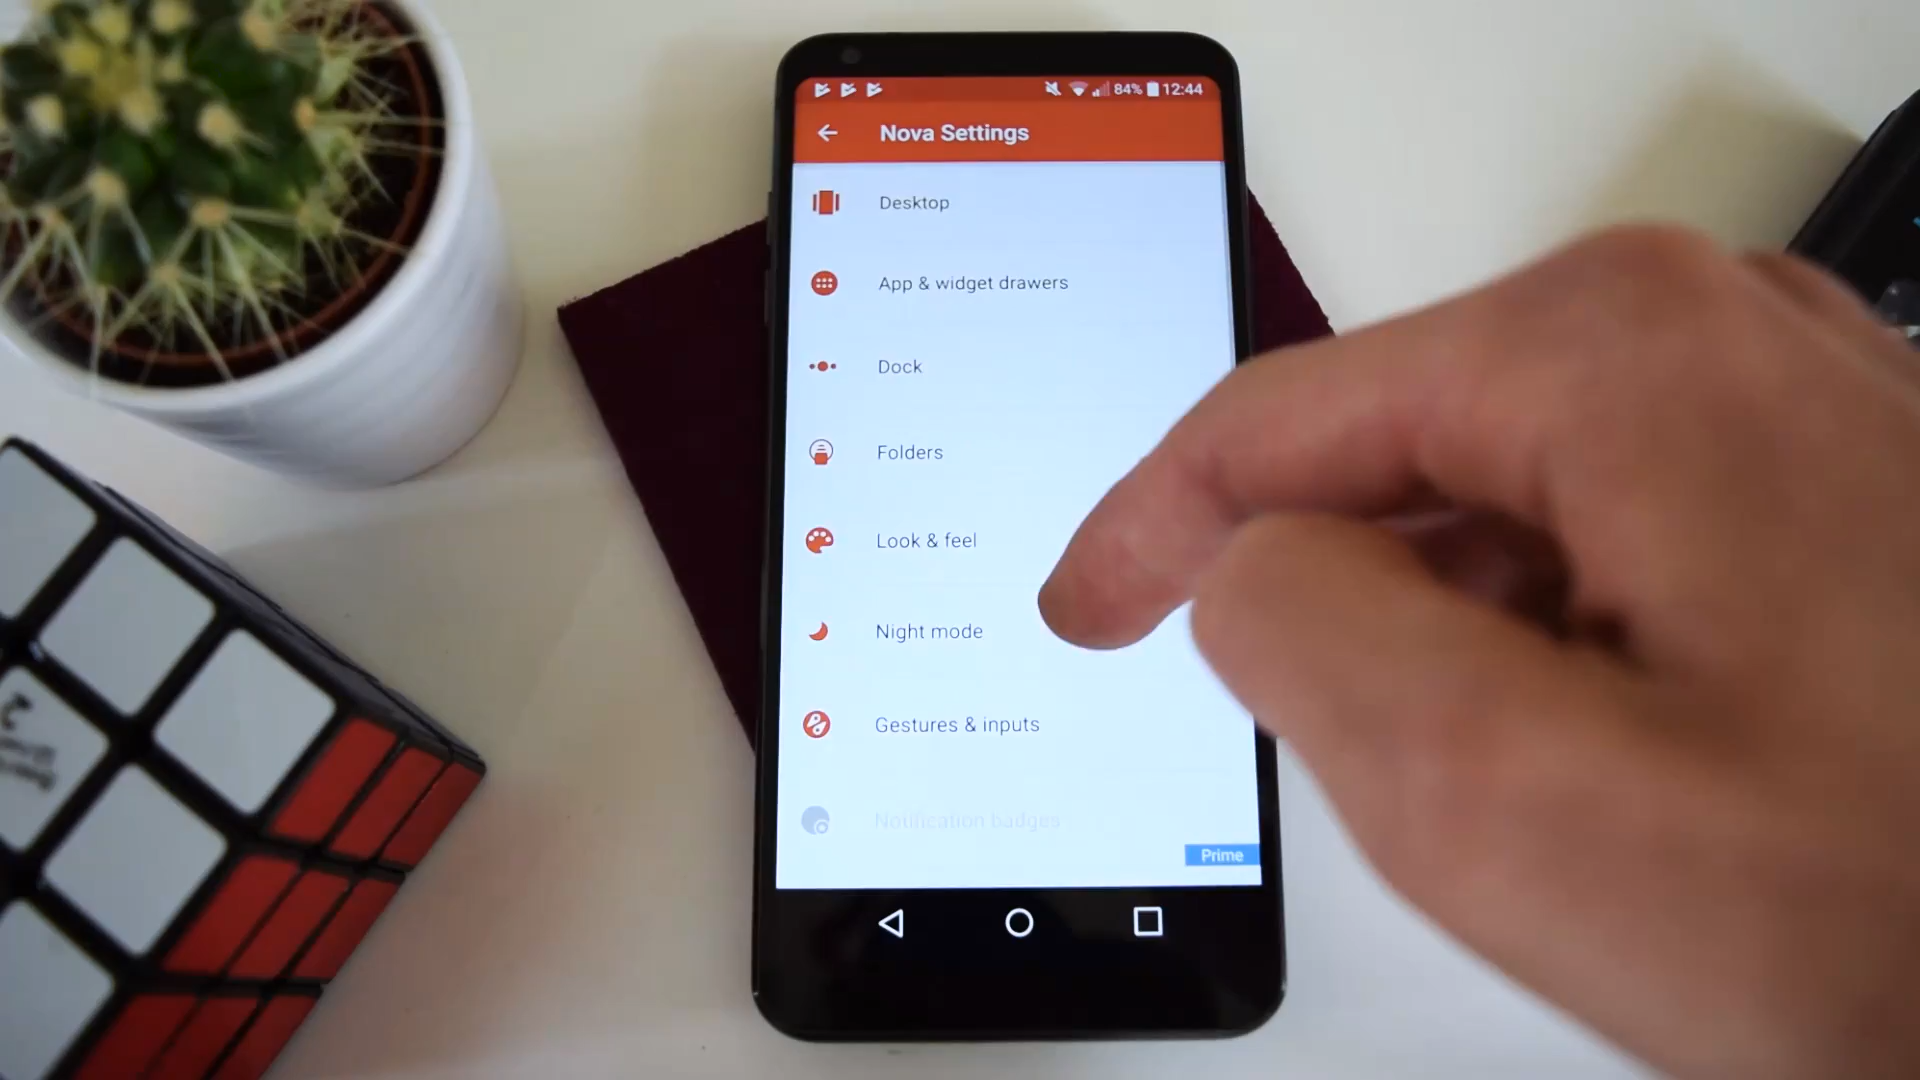 84% 12:44
Nova Settings
Desktop
App & widget drawers
Dock
Folders
Look & feel
Night mode
Gestures & inputs
Notification badges
Prime
2